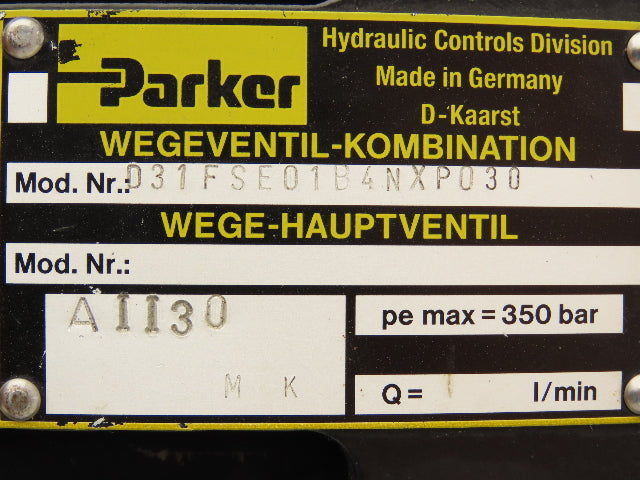 Parker
Hydraulic Controls Division
Made in Germany
D-Kaarst
WEGEVENTIL-KOMBINATION
Mod. Nr.: D31FSE01B4NXP030
WEGE-HAUPTVENTIL
Mod. Nr.:
AII30
M K
pe max = 350 bar
Q = l/min